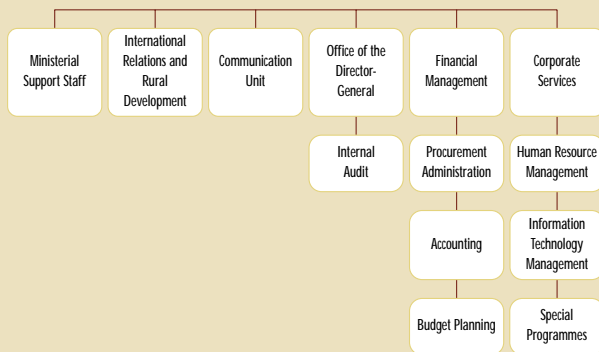 Ministerial
Support Staff
International
Relations and
Rural
Development
Communication
Unit
Office of the
Director-
General
Financial
Management
Corporate
Services
Internal
Audit
Procurement
Administration
Human Resource
Management
Accounting
Information
Technology
Management
Budget Planning
Special
Programmes